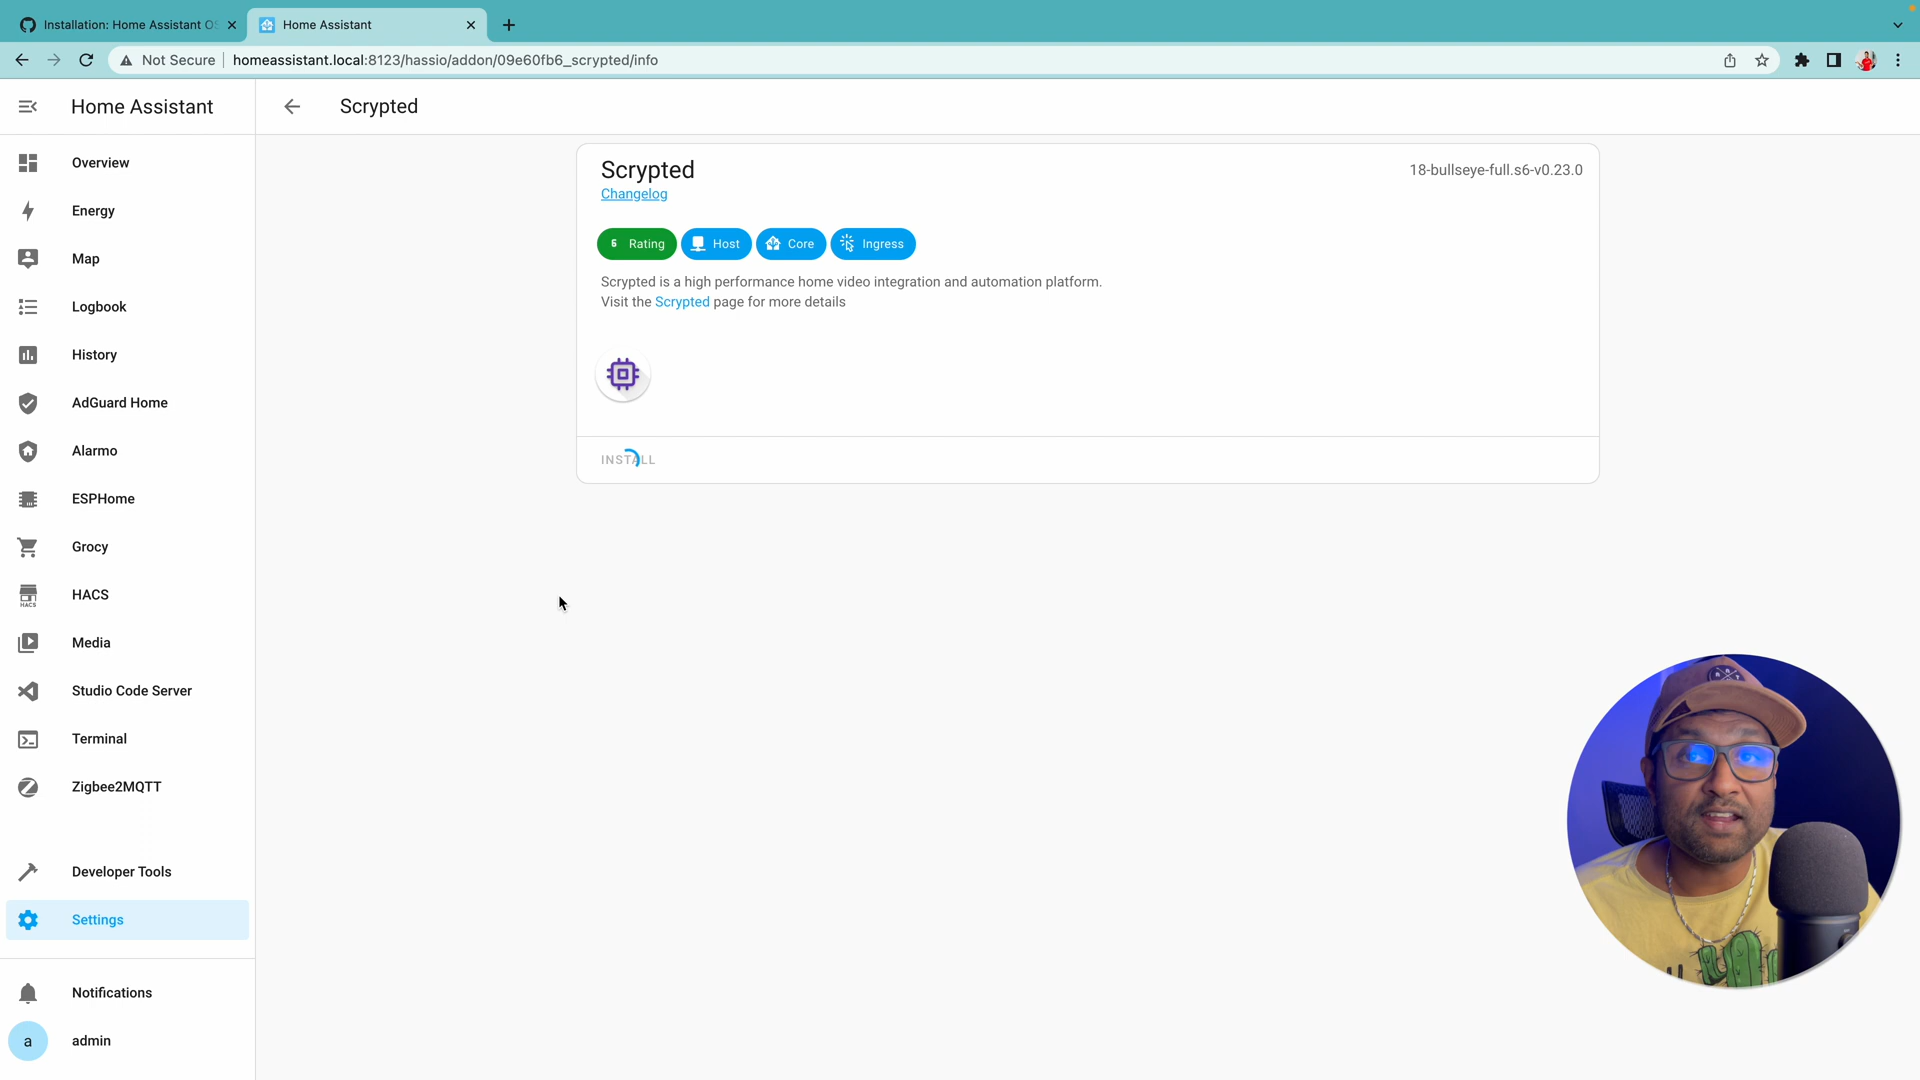 Installation: Home Assistant OS
Home Assistant
Not Secure
homeassistant.local:8123/hassio/addon/09e60fb6_scrypted/info
Home Assistant
Scrypted
Overview
Energy
Map
Logbook
History
AdGuard Home
Alarmo
ESPHome
Grocy
HACS
HACS
Media
Studio Code Server
Terminal
Zigbee2MQTT
Developer Tools
Settings
Notifications
a
admin
Scrypted
18-bullseye-full.s6-v0.23.0
Changelog
6 Rating
Host
Core
Ingress
Scrypted is a high performance home video integration and automation platform.
Visit the Scrypted page for more details
INSTALL